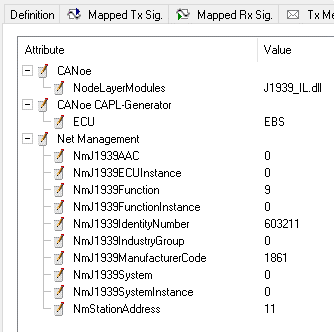 Definition Mapped Tx Sig. Mapped Rx Sig. Tx Me
Attribute Value
CANoe
NodeLayerModules J1939_IL.dll
CANoe CAPL-Generator
ECU EBS
Net Management
NmJ1939AAC 0
NmJ1939ECUInstance 0
NmJ1939Function 9
NmJ1939FunctionInstance 0
NmJ1939IdentityNumber 603211
NmJ1939IndustryGroup 0
NmJ1939ManufacturerCode 1861
NmJ1939System 0
NmJ1939SystemInstance 0
NmStationAddress 11